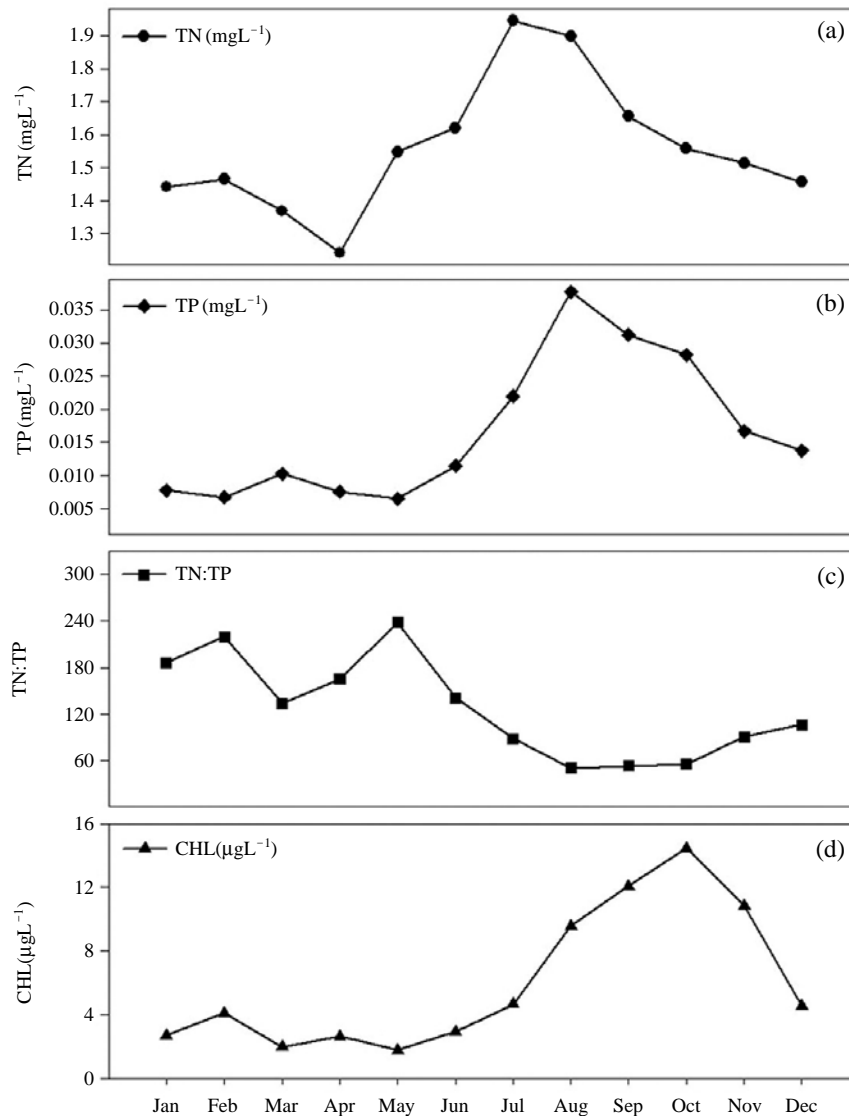 (a)
TN (mgL⁻¹)
1.9
1.8
1.7
1.6
1.5
1.4
1.3
TN (mgL⁻¹)
(b)
TP (mgL⁻¹)
0.035
0.030
0.025
0.020
0.015
0.010
0.005
TP (mgL⁻¹)
(c)
TN:TP
300
240
180
120
60
TN:TP
(d)
CHL(µgL⁻¹)
16
12
8
4
0
CHL(µgL⁻¹)
Jan Feb Mar Apr May Jun Jul Aug Sep Oct Nov Dec